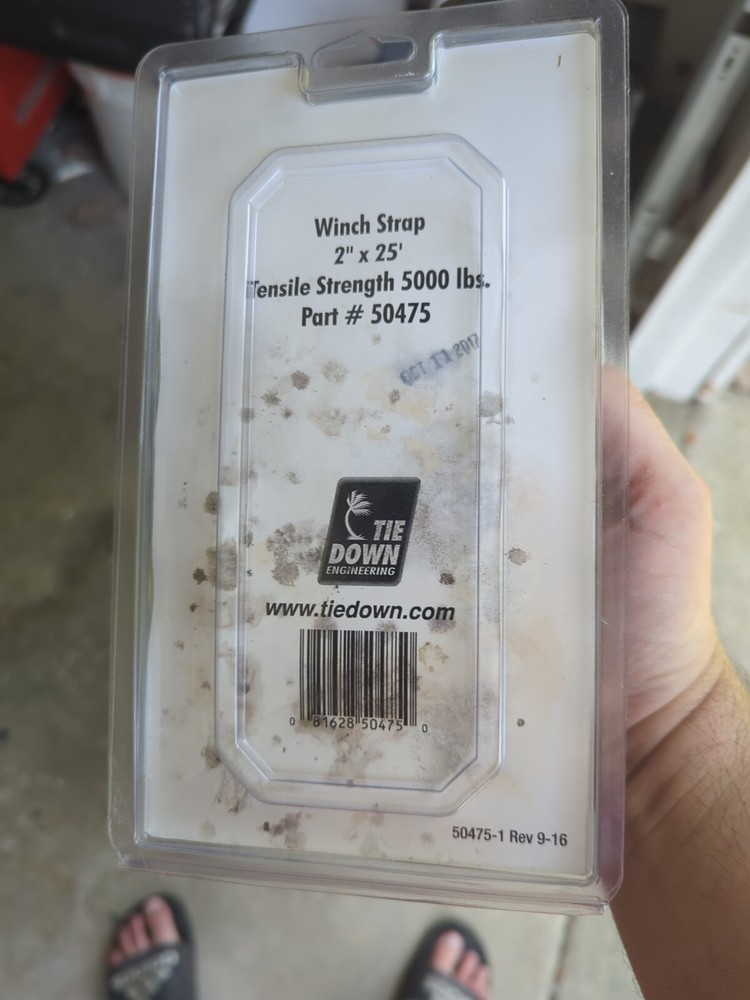 Winch Strap
2" x 25'
Tensile Strength 5000 lbs.
Part # 50475
OCT 11 2017
TIE
DOWN
ENGINEERING
www.tiedown.com
0 81628 50475 0
50475-1 Rev 9-16